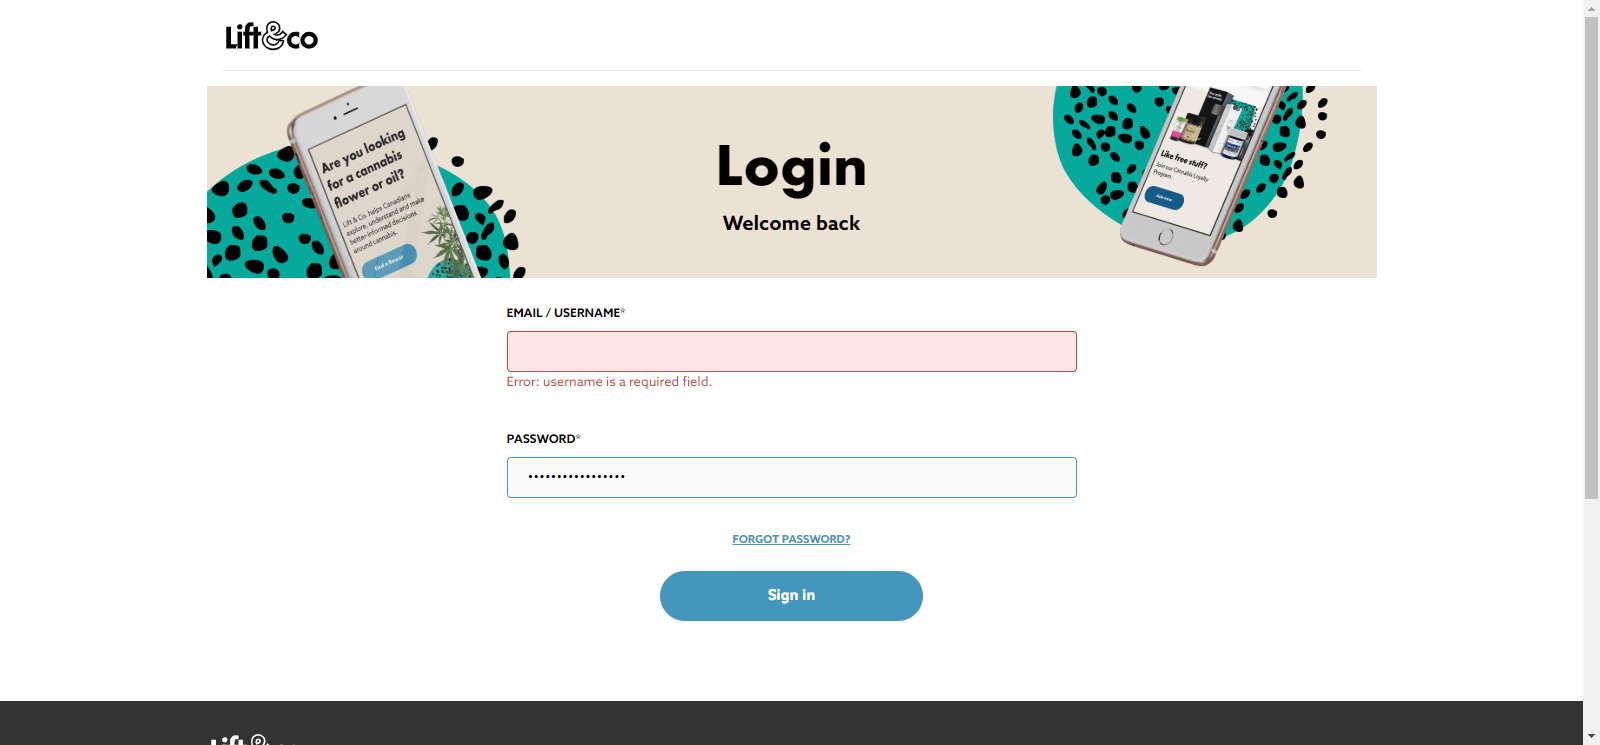 Lift&co
Are you looking
for a cannabis
flower or oil?
Lift & Co. helps Canadians
explore, understand and make
better-informed decisions
around cannabis.
Find a flower
Login
Welcome back
Like free stuff?
Join our Cannabis Loyalty
Program.
Join now
EMAIL / USERNAME*
Error: username is a required field.
PASSWORD*
•••••••••••••••••
FORGOT PASSWORD?
Sign in